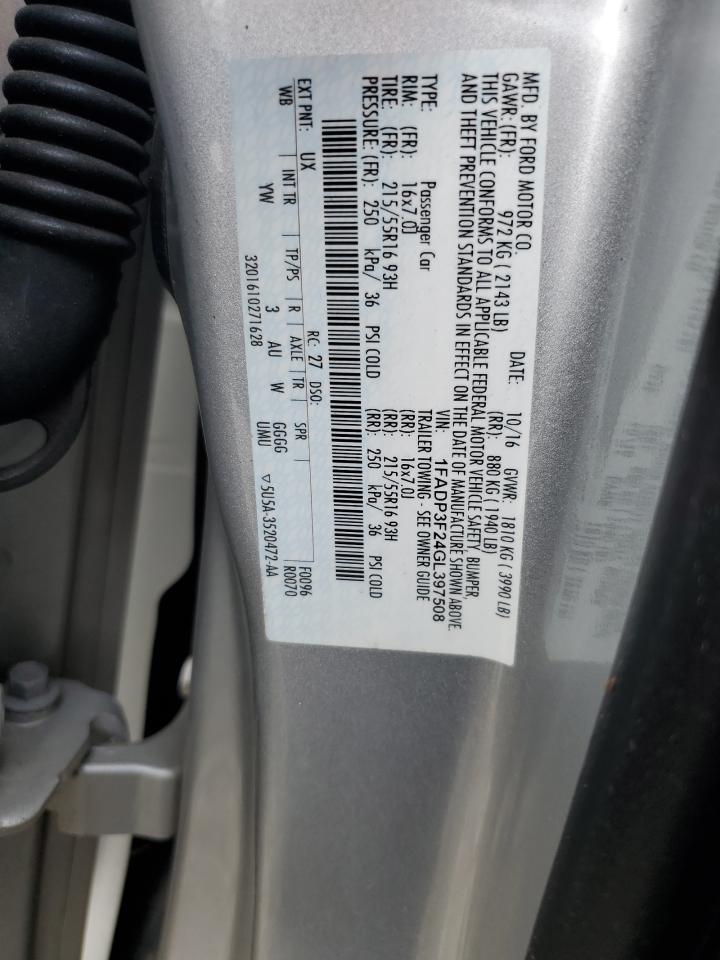 MFD. BY FORD MOTOR CO.
DATE: 10/16 GVWR: 1810 KG ( 3990 LB)
GAWR: (FR): 972 KG ( 2143 LB) (RR): 880 KG ( 1940 LB)
THIS VEHICLE CONFORMS TO ALL APPLICABLE FEDERAL MOTOR VEHICLE SAFETY, BUMPER,
AND THEFT PREVENTION STANDARDS IN EFFECT ON THE DATE OF MANUFACTURE SHOWN ABOVE.
VIN: 1FADP3F24GL397508
TYPE: Passenger Car TRAILER TOWING - SEE OWNER GUIDE
RIM: (FR): 16x7.0J (RR): 16x7.0J
TIRE: (FR): 215/55R16 93H (RR): 215/55R16 93H
PRESSURE: (FR): 250 kPa/ 36 PSI COLD (RR): 250 kPa/ 36 PSI COLD
EXT PNT: UX RC: 27 DSO: F0096
WB INT TR TP/PS R AXLE TR SPR R0070
YW 3 AU W GGGG
UMU
3201610271628 ▽5U5A-3520472-AA